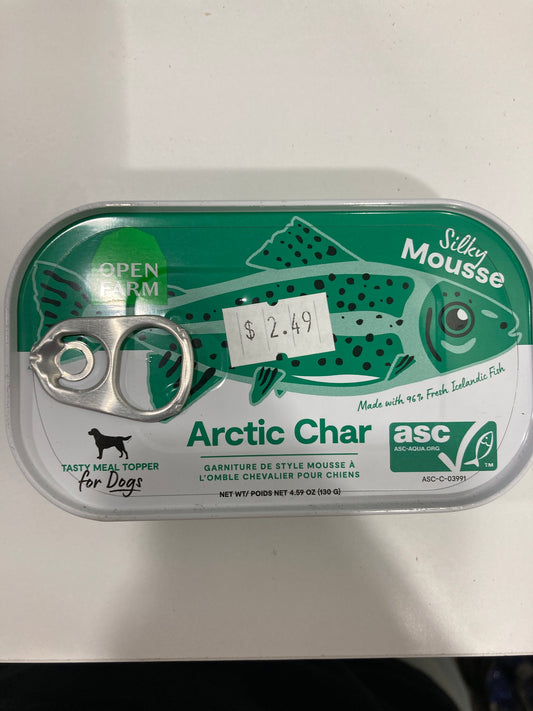 Silky
Mousse
OPEN
FARM
$ 2.49
Made with 96% Fresh Icelandic Fish
Arctic Char
asc
ASC-AQUA.ORG
TM
TASTY MEAL TOPPER
for Dogs
GARNITURE DE STYLE MOUSSE À
L'OMBLE CHEVALIER POUR CHIENS
ASC-C-03991
NET WT/ POIDS NET 4.59 OZ (130 G)